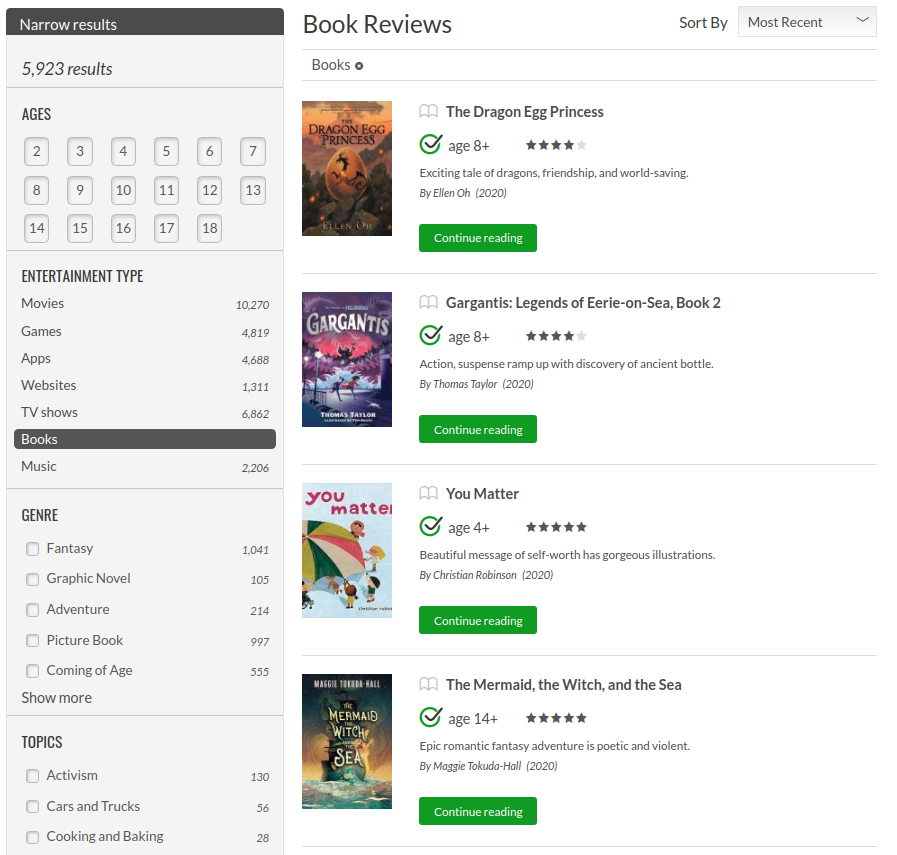 Narrow results
5,923 results
AGES
2 3 4 5 6 7
8 9 10 11 12 13
14 15 16 17 18
ENTERTAINMENT TYPE
Movies 10,270
Games 4,819
Apps 4,688
Websites 1,311
TV shows 6,862
Books
Music 2,206
GENRE
Fantasy 1,041
Graphic Novel 105
Adventure 214
Picture Book 997
Coming of Age 555
Show more
TOPICS
Activism 130
Cars and Trucks 56
Cooking and Baking 28
Book Reviews
Sort By Most Recent
Books
THE
DRAGON EGG
PRINCESS
ELLEN OH
The Dragon Egg Princess
age 8+
Exciting tale of dragons, friendship, and world-saving.
By Ellen Oh (2020)
Continue reading
GARGANTIS
THOMAS TAYLOR
Gargantis: Legends of Eerie-on-Sea, Book 2
age 8+
Action, suspense ramp up with discovery of ancient bottle.
By Thomas Taylor (2020)
Continue reading
you
matter
christian robin
You Matter
age 4+
Beautiful message of self-worth has gorgeous illustrations.
By Christian Robinson (2020)
Continue reading
MAGGIE TOKUDA-HALL
THE
MERMAID
THE
WITCH
AND THE
SEA
The Mermaid, the Witch, and the Sea
age 14+
Epic romantic fantasy adventure is poetic and violent.
By Maggie Tokuda-Hall (2020)
Continue reading